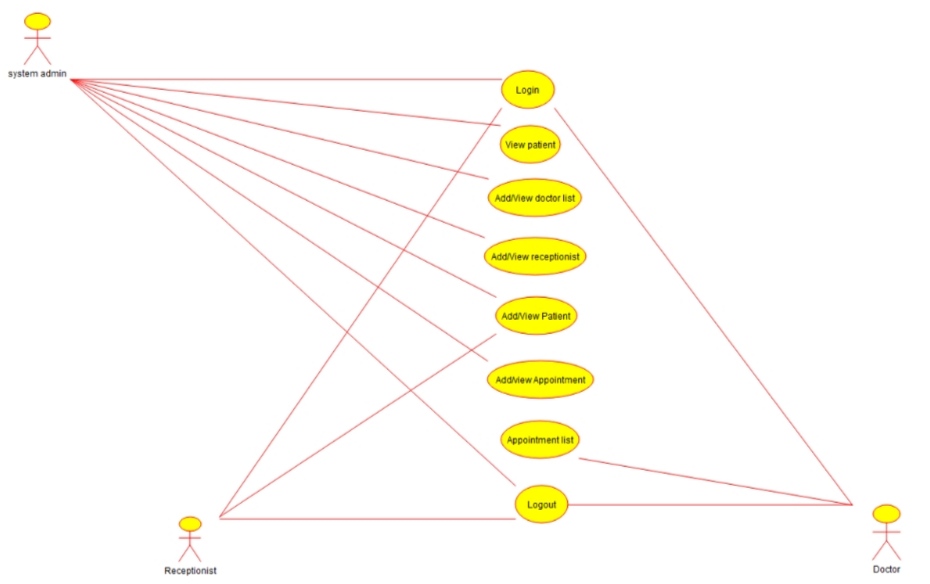 system admin
Login
View patient
Add/View doctor list
Add/View receptionist
Add/View Patient
Add/view Appointment
Appointment list
Logout
Receptionist
Doctor